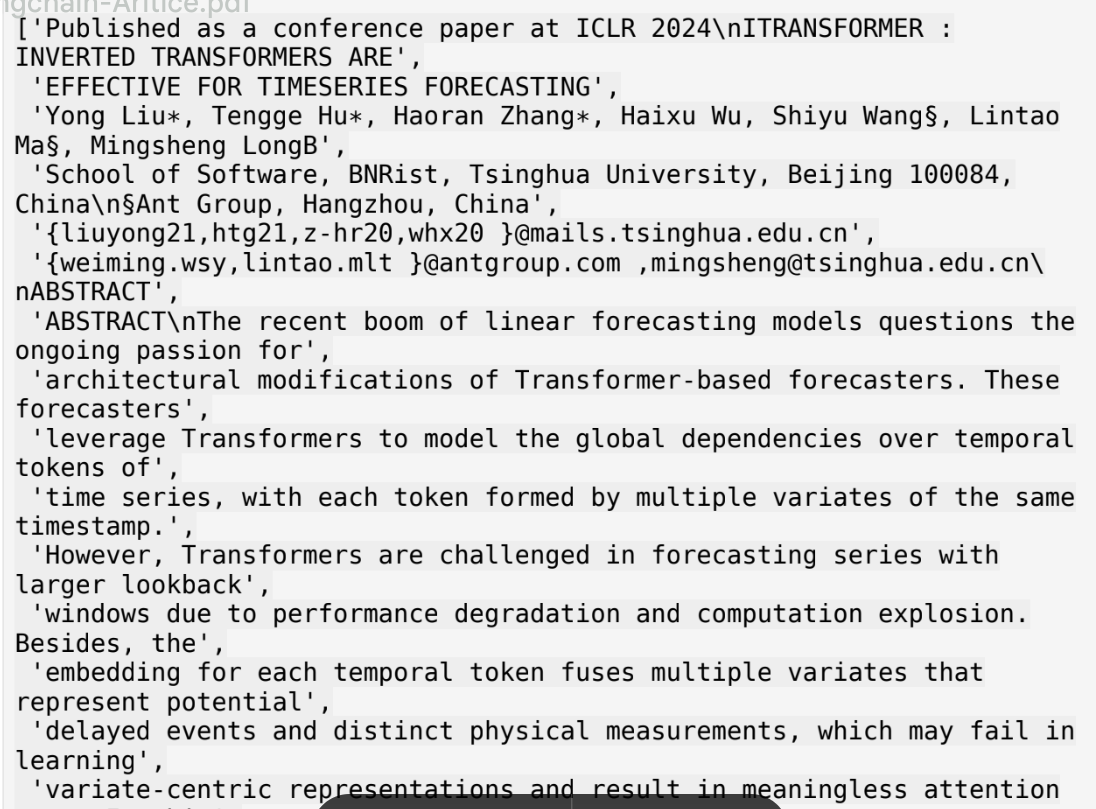 ngchain-Artice.pdf
['Published as a conference paper at ICLR 2024\nITRANSFORMER :
INVERTED TRANSFORMERS ARE',
'EFFECTIVE FOR TIMESERIES FORECASTING',
'Yong Liu∗, Tengge Hu∗, Haoran Zhang∗, Haixu Wu, Shiyu Wang§, Lintao
Ma§, Mingsheng LongB',
'School of Software, BNRist, Tsinghua University, Beijing 100084,
China\n§Ant Group, Hangzhou, China',
'{liuyong21,htg21,z-hr20,whx20 }@mails.tsinghua.edu.cn',
'{weiming.wsy,lintao.mlt }@antgroup.com ,mingsheng@tsinghua.edu.cn\
nABSTRACT',
'ABSTRACT\nThe recent boom of linear forecasting models questions the
ongoing passion for',
'architectural modifications of Transformer-based forecasters. These
forecasters',
'leverage Transformers to model the global dependencies over temporal
tokens of',
'time series, with each token formed by multiple variates of the same
timestamp.',
'However, Transformers are challenged in forecasting series with
larger lookback',
'windows due to performance degradation and computation explosion.
Besides, the',
'embedding for each temporal token fuses multiple variates that
represent potential',
'delayed events and distinct physical measurements, which may fail in
learning',
'variate-centric representations and result in meaningless attention